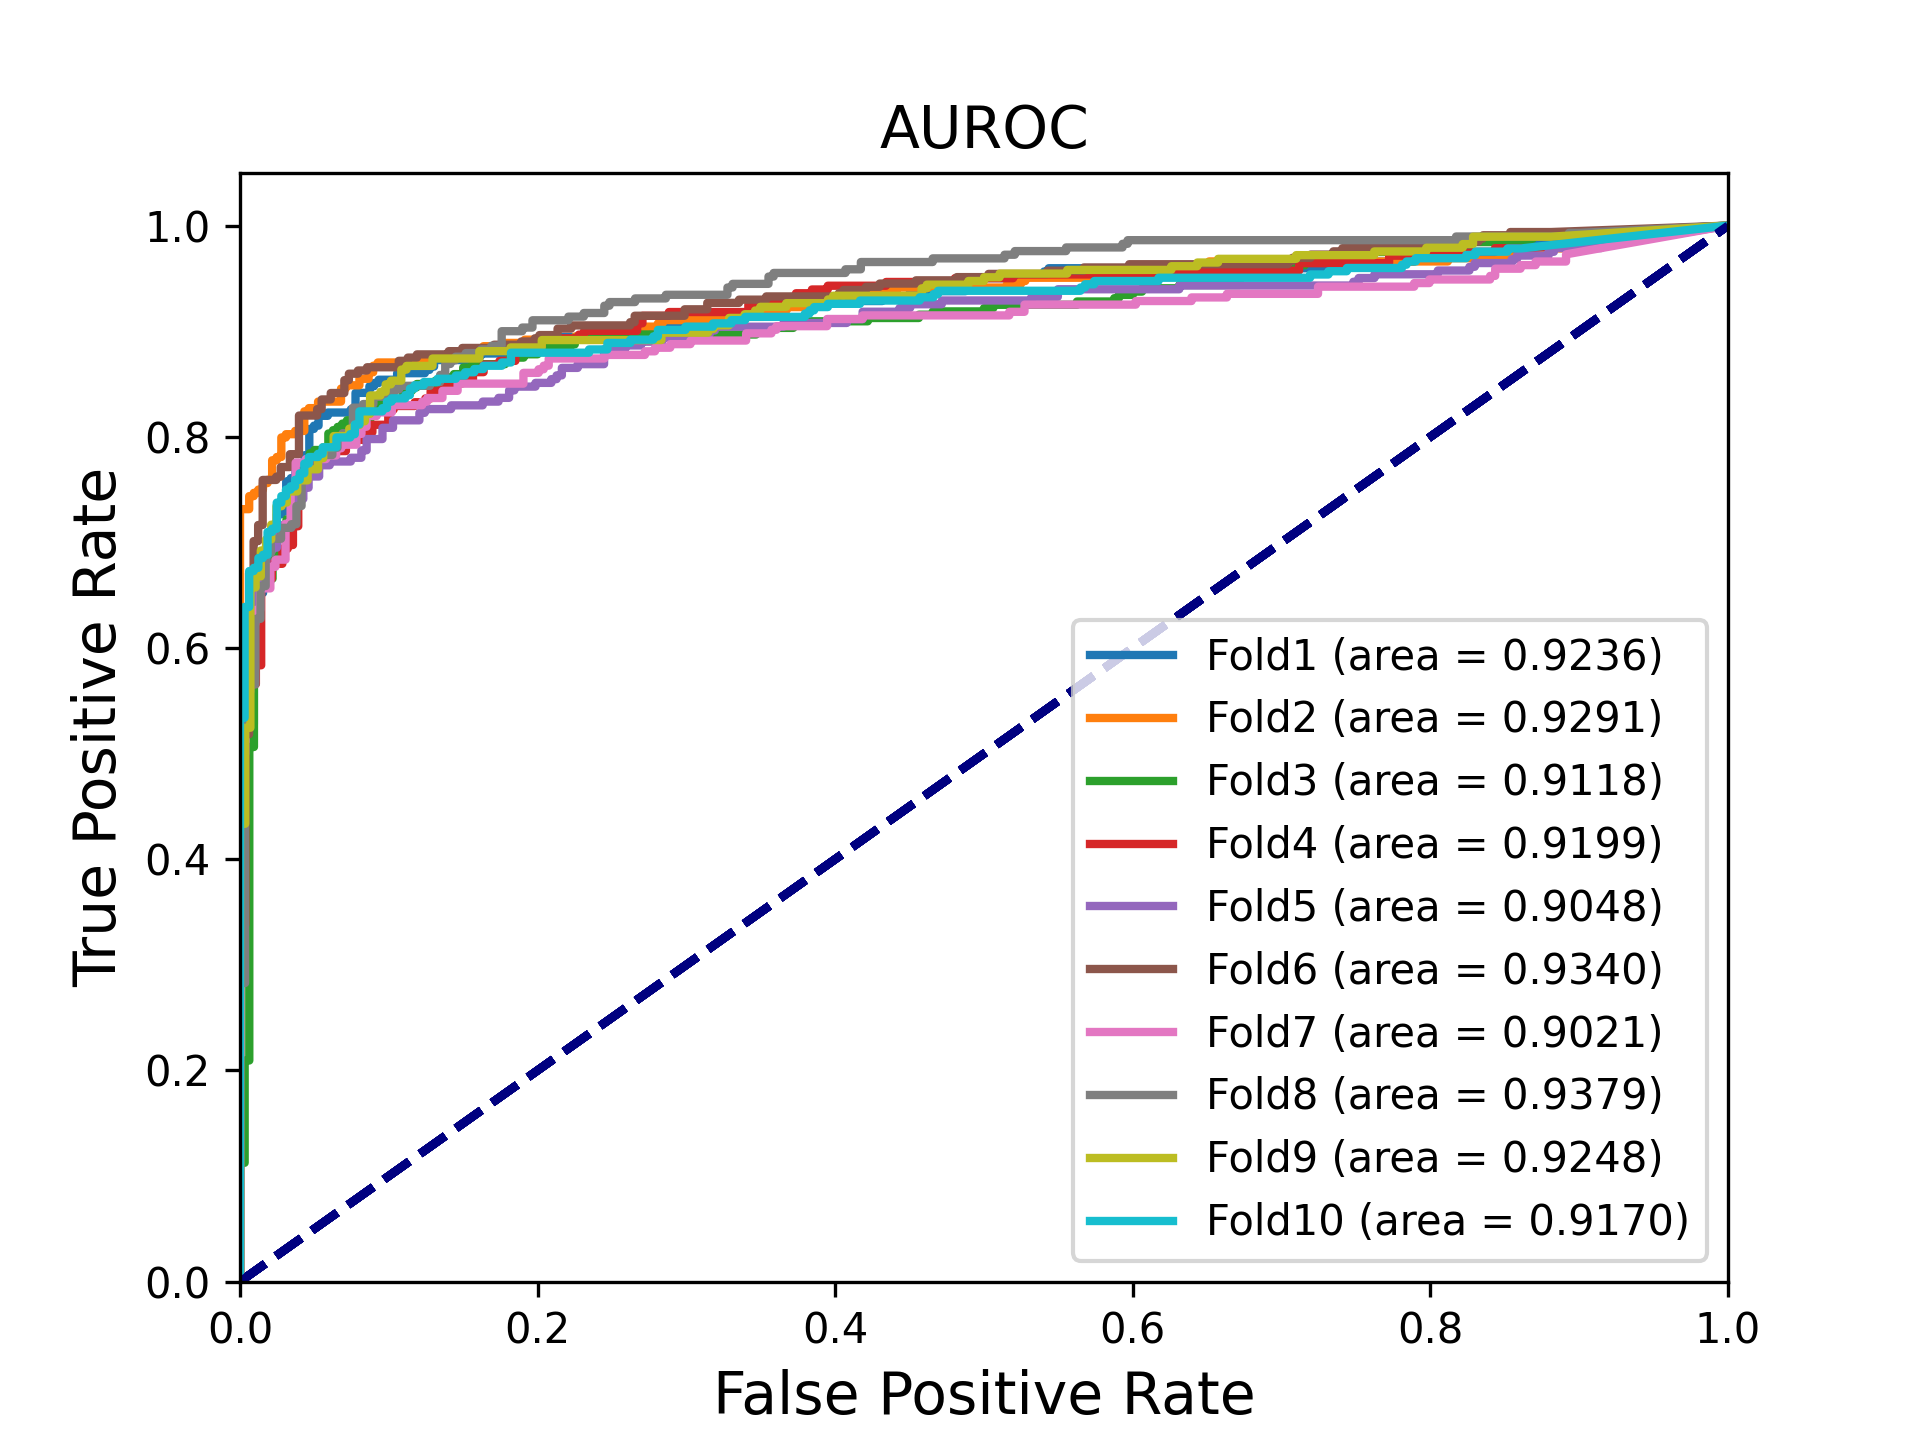 AUROC
True Positive Rate
1.0
0.8
0.6
0.4
0.2
0.0
Fold1 (area = 0.9236)
Fold2 (area = 0.9291)
Fold3 (area = 0.9118)
Fold4 (area = 0.9199)
Fold5 (area = 0.9048)
Fold6 (area = 0.9340)
Fold7 (area = 0.9021)
Fold8 (area = 0.9379)
Fold9 (area = 0.9248)
Fold10 (area = 0.9170)
0.0 0.2 0.4 0.6 0.8 1.0
False Positive Rate